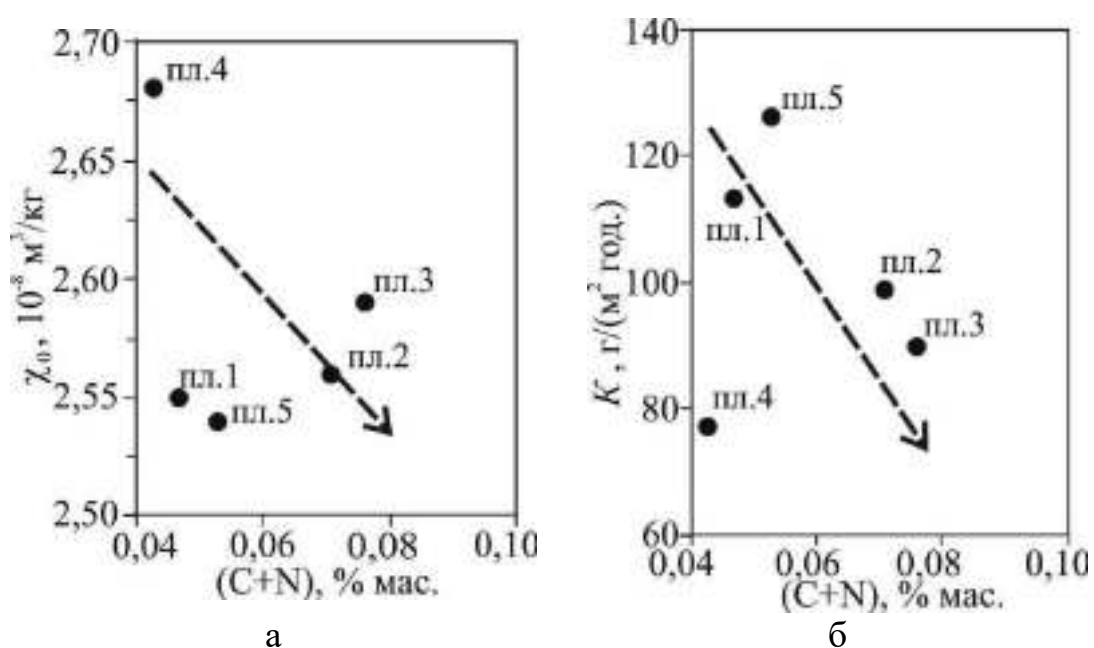 2,70
пл.4
2,65
χ₀, 10⁻⁸ м³/кг
2,60
пл.3
пл.2
2,55
пл.1
пл.5
2,50
0,04 0,06 0,08 0,10
(C+N), % мас.
а
140
пл.5
120
K , г/(м² год.)
пл.1
пл.2
100
пл.3
80
пл.4
60
0,04 0,06 0,08 0,10
(C+N), % мас.
б